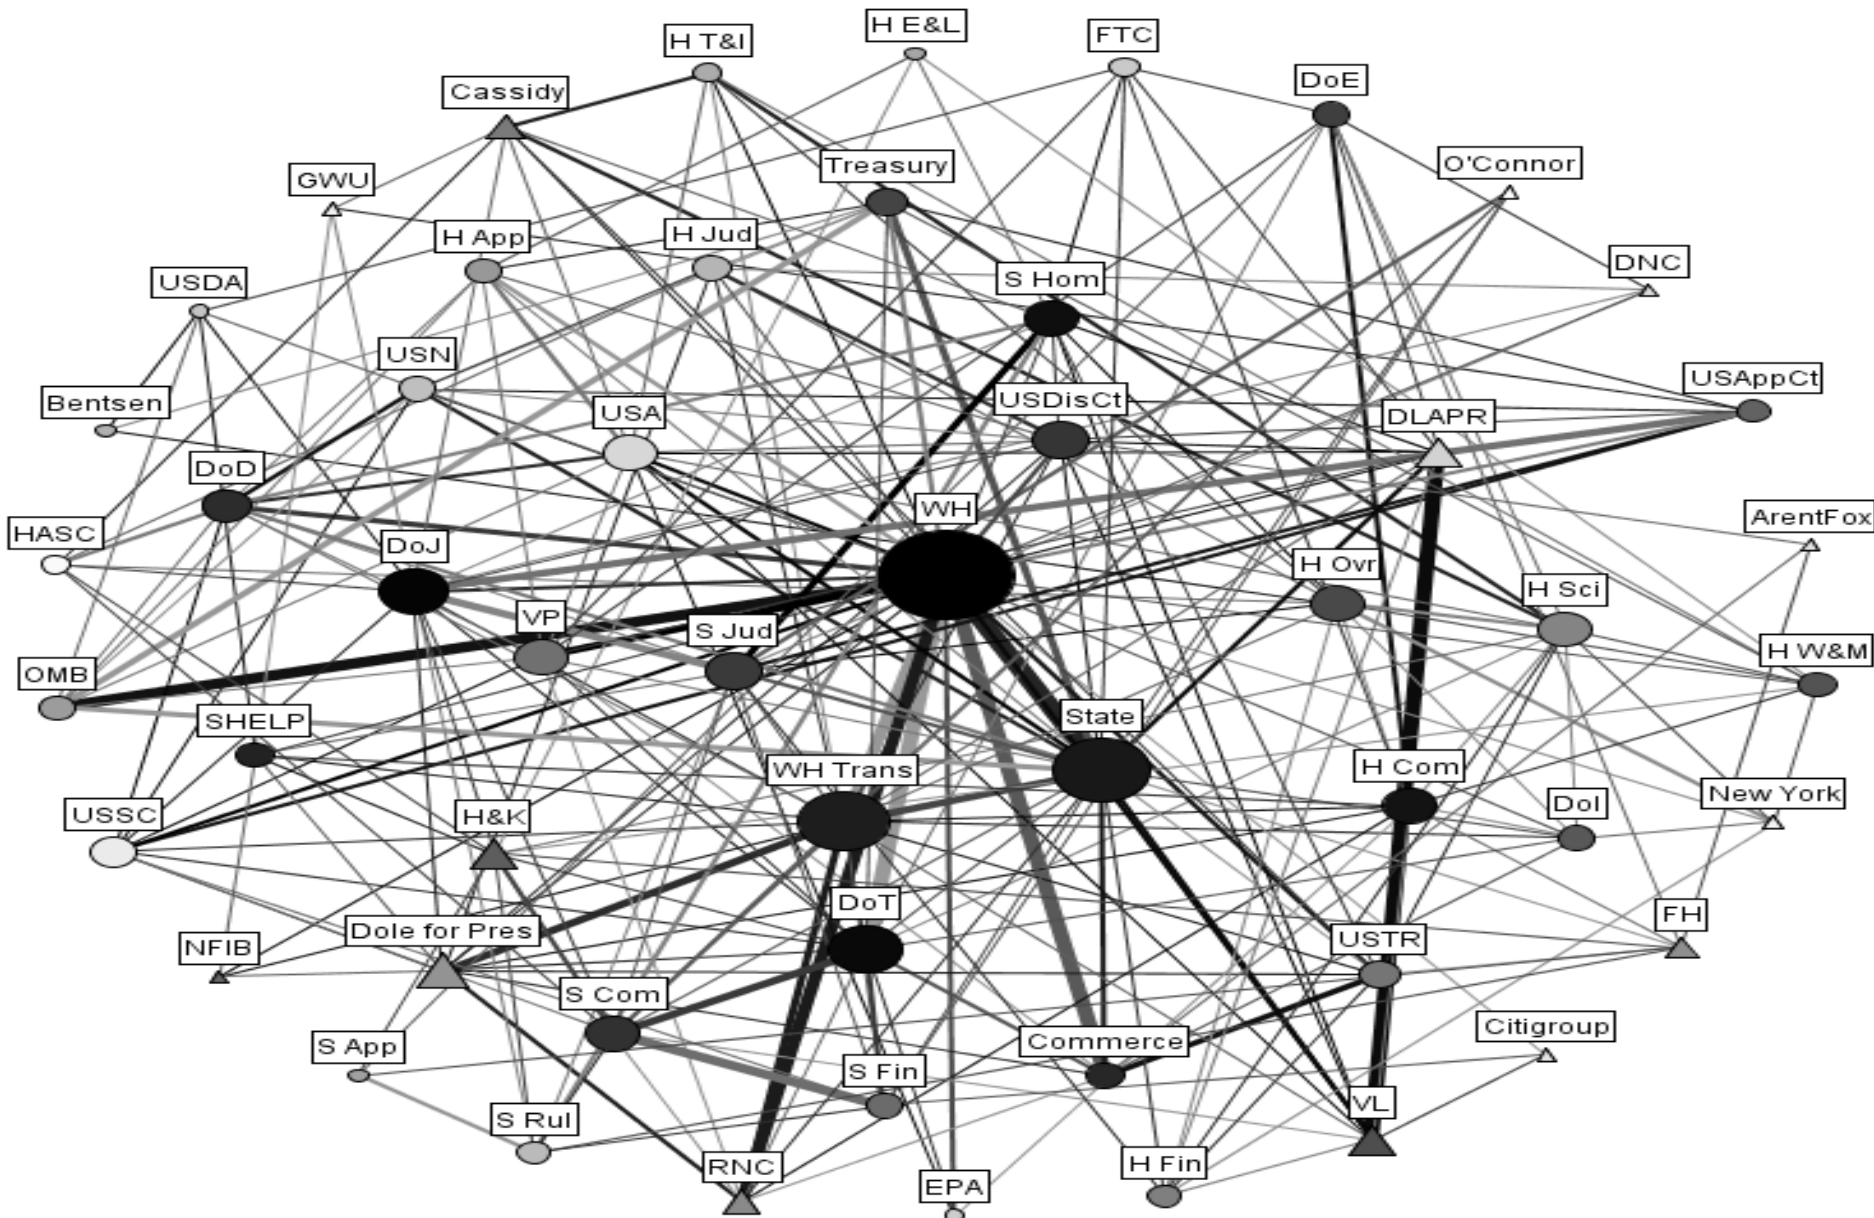 H E&L
H T&I
FTC
DoE
Cassidy
Treasury
O'Connor
GWU
H App
H Jud
S Hom
DNC
USDA
USN
USA
USDisCt
USAppCt
Bentsen
DLAPR
DoD
WH
ArentFox
HASC
DoJ
H Ovr
H Sci
VP
S Jud
H W&M
OMB
SHELP
State
WH Trans
H Com
New York
USSC
H&K
DoI
DoT
FH
NFIB
Dole for Pres
USTR
S Com
Citigroup
S App
S Fin
Commerce
S Rul
VL
RNC
H Fin
EPA